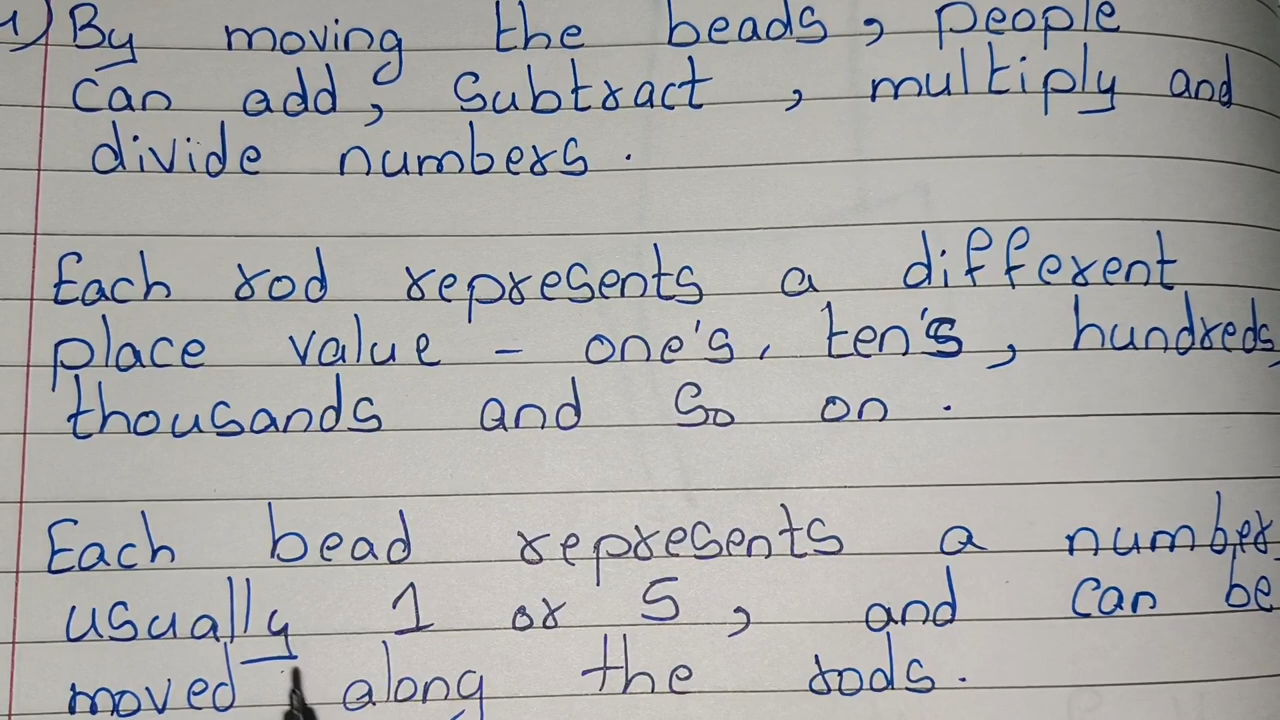 1) By moving the beads, people
can add, subtract, multiply and
divide numbers.
Each rod represents a different
place value - one's, ten's, hundreds
thousands and so on.
Each bead represents a number
usually 1 or 5, and can be
moved along the rods.